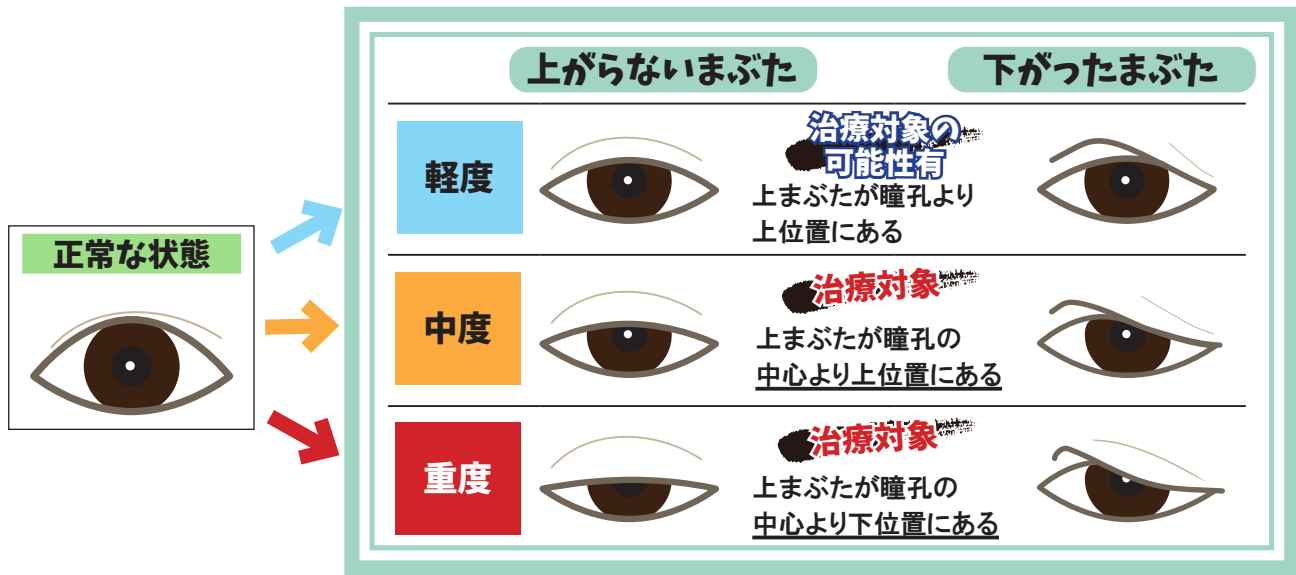 正常な状態
上がらないまぶた
下がったまぶた
軽度
治療対象の
可能性有
上まぶたが瞳孔より
上位置にある
中度
治療対象
上まぶたが瞳孔の
中心より上位置にある
重度
治療対象
上まぶたが瞳孔の
中心より下位置にある